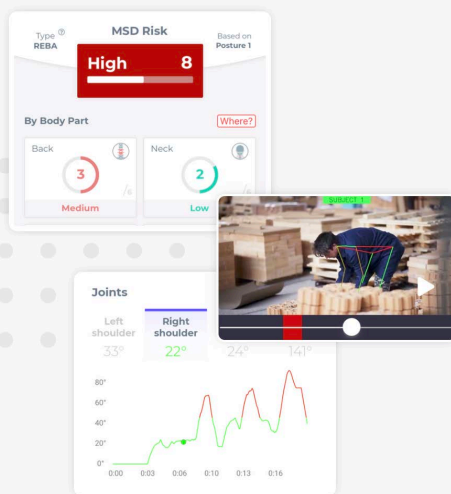 Type ?
REBA
MSD Risk
Based on
Posture 1
High 8
By Body Part
Where?
Back
3
/6
Medium
Neck
2
/6
Low
SUBJECT 1
Joints
Left
shoulder
33°
Right
shoulder
22°
24°
141°
80°
60°
40°
20°
0°
0:00 0:03 0:06 0:10 0:13 0:16